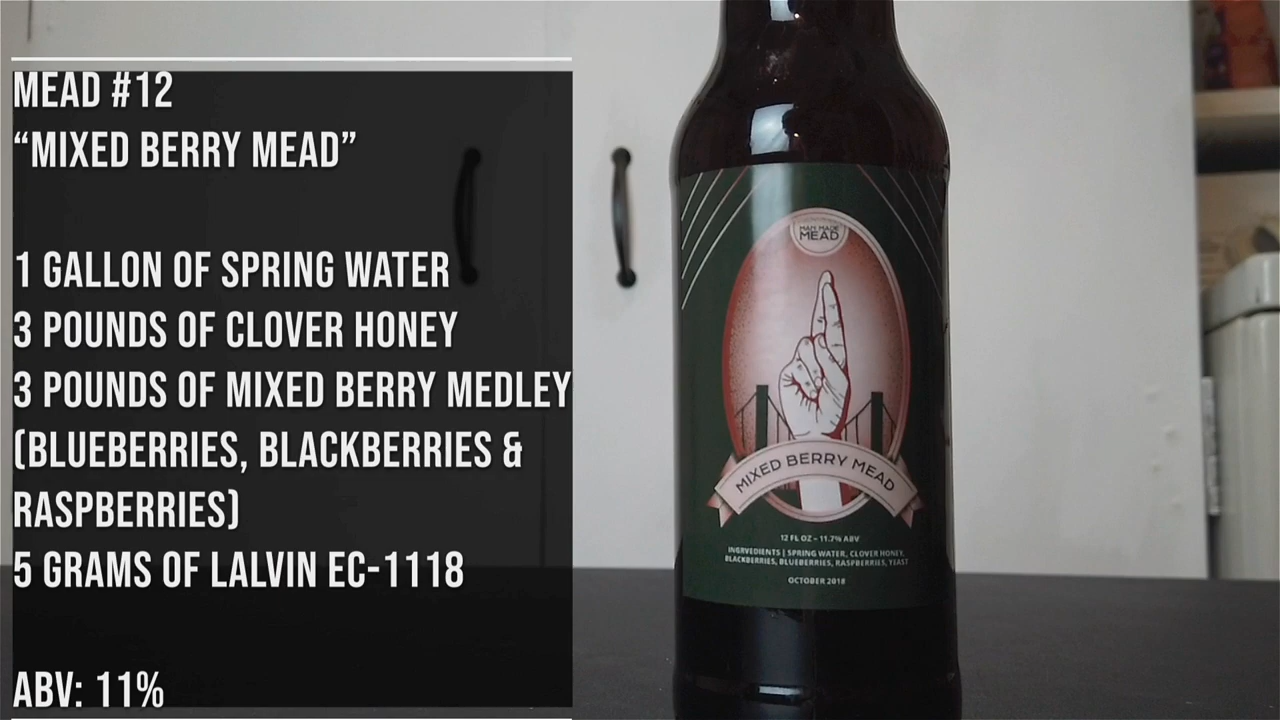 MEAD #12
“MIXED BERRY MEAD”
1 GALLON OF SPRING WATER
3 POUNDS OF CLOVER HONEY
3 POUNDS OF MIXED BERRY MEDLEY
(BLUEBERRIES, BLACKBERRIES &
RASPBERRIES)
5 GRAMS OF LALVIN EC-1118
ABV: 11%
MAN MADE
MEAD
MIXED BERRY MEAD
12 FL OZ – 11.7% ABV
INGRVEDIENTS | SPRING WATER, CLOVER HONEY,
BLACKBERRIES, BLUEBERRIES, RASPBERRIES, YEAST
OCTOBER 2018